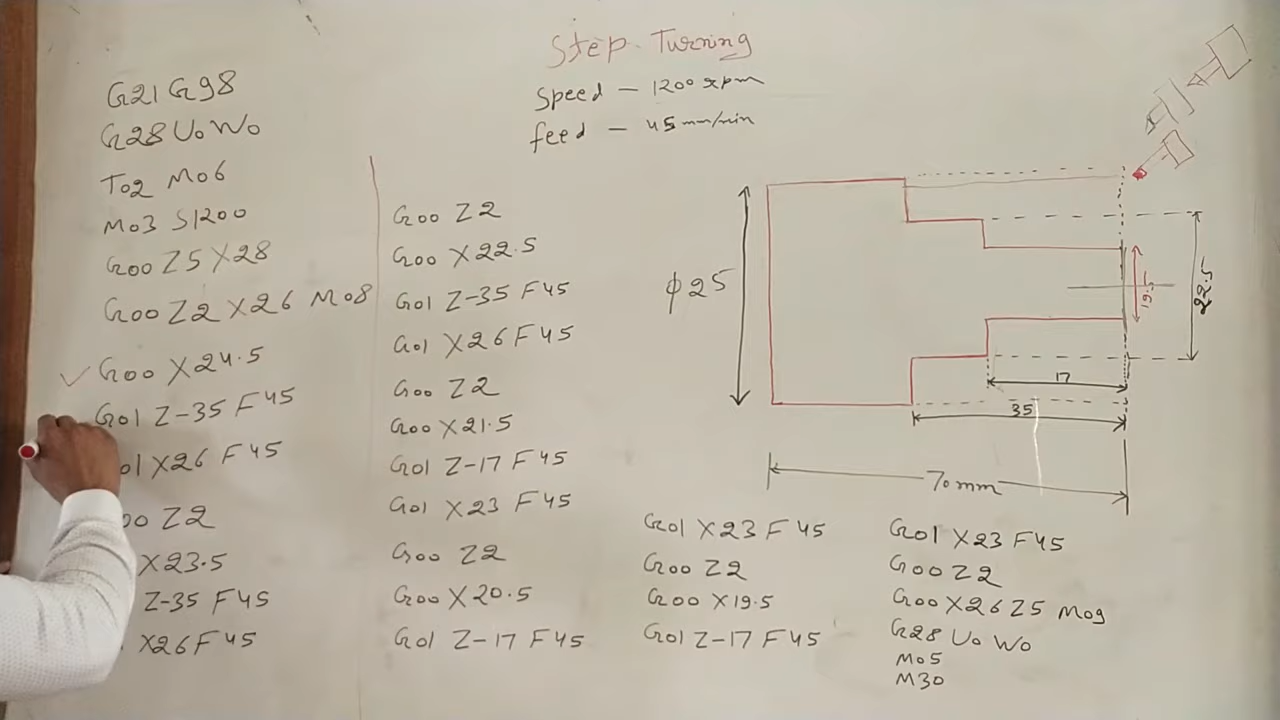 Step Turning
Speed - 1200 rpm
feed - 45 mm/min
G21 G98
G28 U0 W0
T02 M06
M03 S1200
G00 Z5 X28
G00 Z2 X26 M08
G00 X24.5
G01 Z-35 F45
01 X26 F45
Z2
X23.5
Z-35 F45
X26 F45
G00 Z2
G00 X22.5
G01 Z-35 F45
G01 X26 F45
G00 Z2
G00 X21.5
G01 Z-17 F45
G01 X23 F45
G00 Z2
G00 X20.5
G01 Z-17 F45
G01 X23 F45
G00 Z2
G00 X19.5
G01 Z-17 F45
G01 X23 F45
G00 Z2
G00 X26 Z5 M09
G28 U0 W0
M05
M30
ϕ25
19.5
22.5
17
35
70 mm